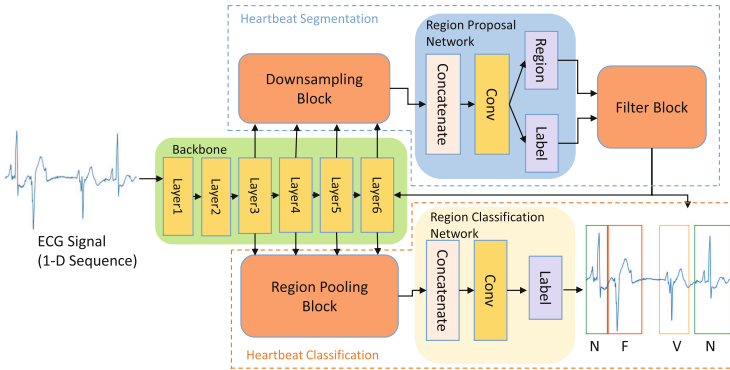 Heartbeat Segmentation
Region Proposal
Network
Downsampling
Block
Concatenate
Conv
Region
Label
Filter Block
Backbone
Layer1
Layer2
Layer3
Layer4
Layer5
Layer6
ECG Signal
(1-D Sequence)
Region Classification
Network
Region Pooling
Block
Concatenate
Conv
Label
N F V N
Heartbeat Classification